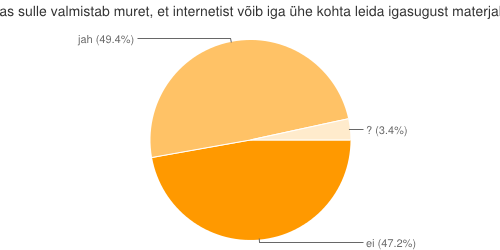 as sulle valmistab muret, et internetist võib iga ühe kohta leida igasugust materjal
jah (49.4%)
? (3.4%)
ei (47.2%)